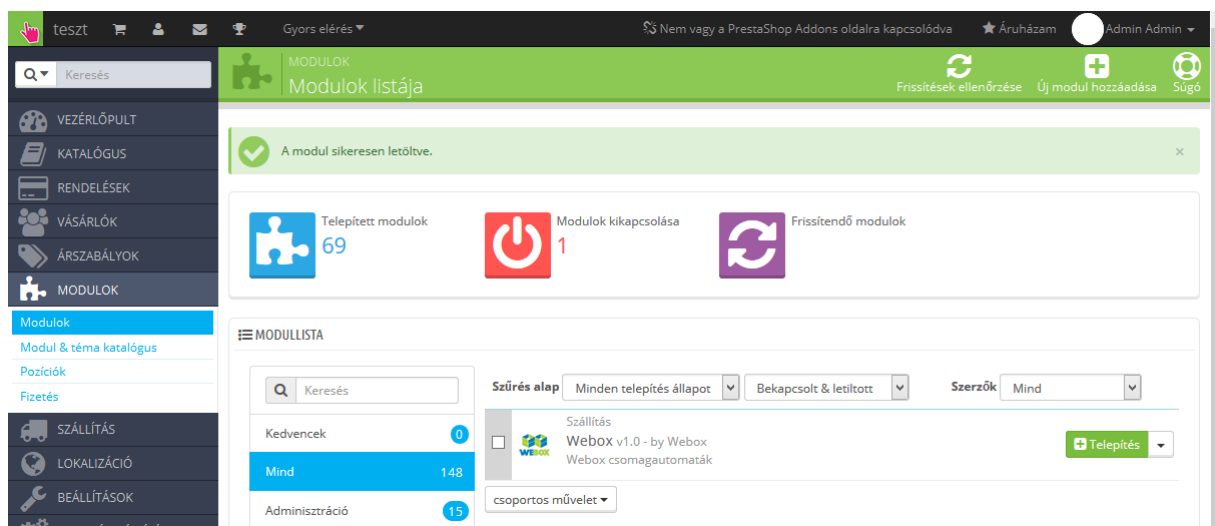 teszt
Gyors elérés
Nem vagy a PrestaShop Addons oldalra kapcsolódva
Áruházam
Admin Admin
Keresés
MODULOK
Modulok listája
Frissítések ellenőrzése
Új modul hozzáadása
Súgó
VEZÉRLŐPULT
KATALÓGUS
RENDELÉSEK
VÁSÁRLÓK
ÁRSZABÁLYOK
MODULOK
Modulok
Modul & téma katalógus
Pozíciók
Fizetés
SZÁLLÍTÁS
LOKALIZÁCIÓ
BEÁLLÍTÁSOK
A modul sikeresen letöltve.
×
Telepített modulok
69
Modulok kikapcsolása
1
Frissítendő modulok
MODULLISTA
Keresés
Kedvencek 0
Mind 148
Adminisztráció 15
Szűrés alap
Minden telepítés állapot
Bekapcsolt & letiltott
Szerzők
Mind
WEBOX
Szállítás
Webox v1.0 - by Webox
Webox csomagautomaták
Telepítés
csoportos művelet